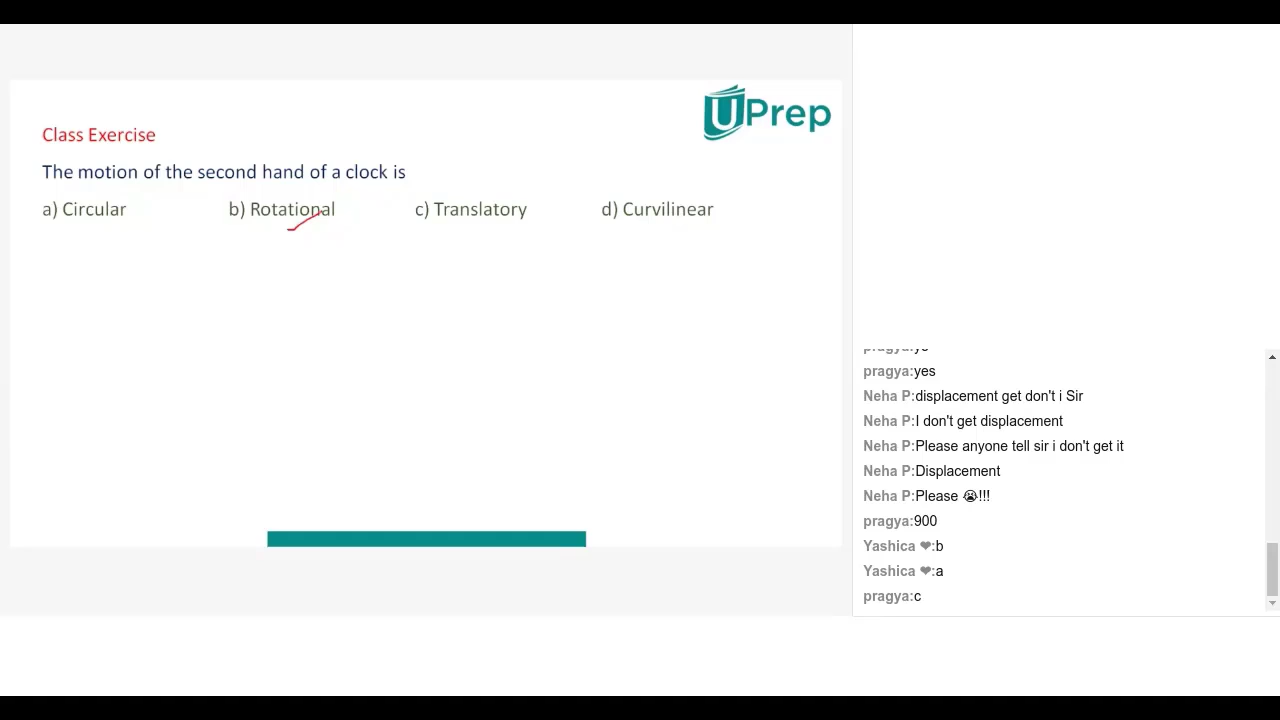 UPrep
Class Exercise
The motion of the second hand of a clock is
a) Circular b) Rotational c) Translatory d) Curvilinear
pragya:yes
Neha P:displacement get don't i Sir
Neha P:I don't get displacement
Neha P:Please anyone tell sir i don't get it
Neha P:Displacement
Neha P:Please 😭!!!
pragya:900
Yashica ❤:b
Yashica ❤:a
pragya:c